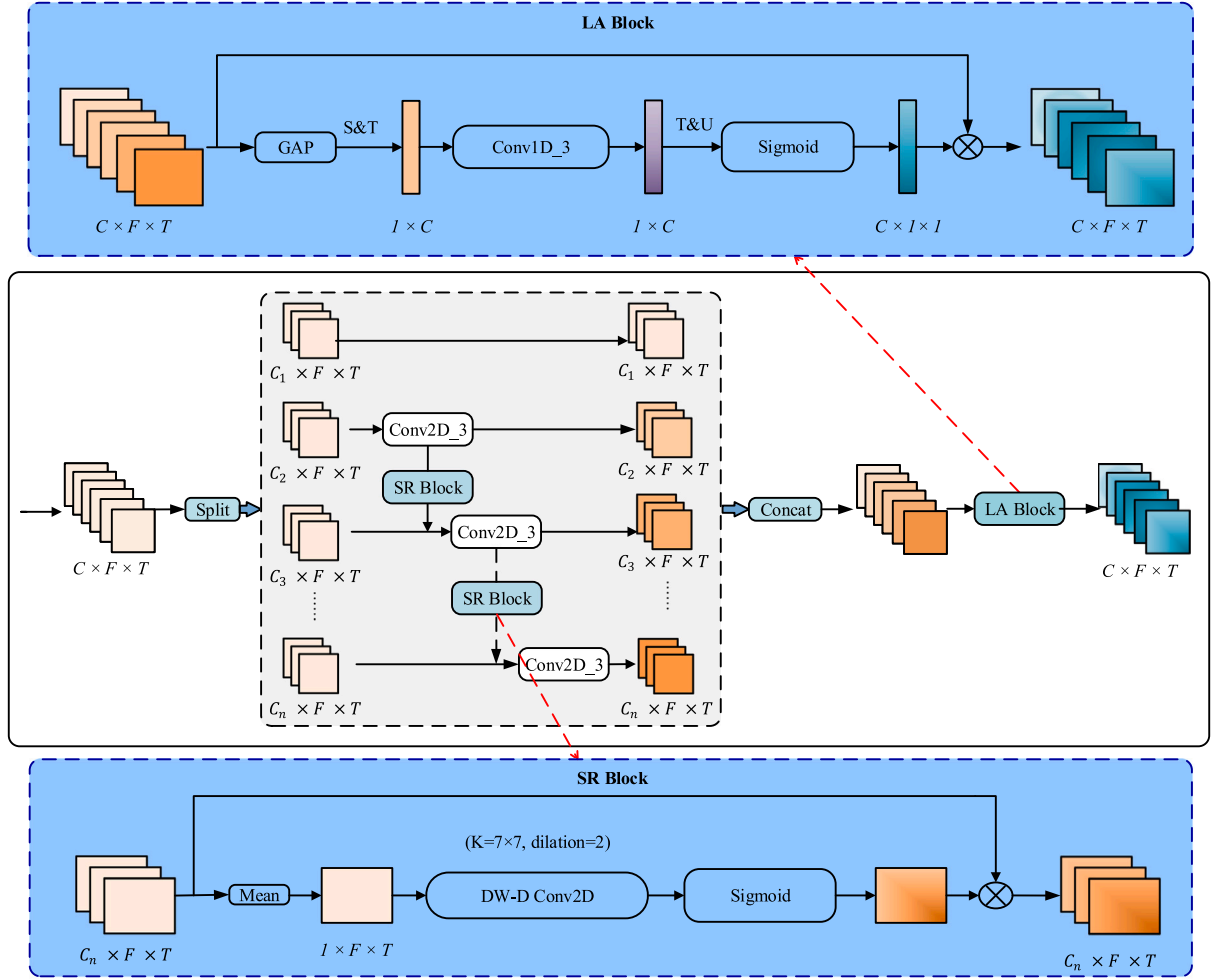 LA Block
S&T
T&U
GAP
Conv1D_3
Sigmoid
C × F × T
1 × C
1 × C
C × 1 × 1
C × F × T
C1 × F × T
C1 × F × T
Conv2D_3
C2 × F × T
C2 × F × T
SR Block
Split
Concat
LA Block
Conv2D_3
C × F × T
C3 × F × T
C3 × F × T
C × F × T
SR Block
Conv2D_3
Cn × F × T
Cn × F × T
SR Block
(K=7×7, dilation=2)
Mean
DW-D Conv2D
Sigmoid
Cn × F × T
1 × F × T
Cn × F × T